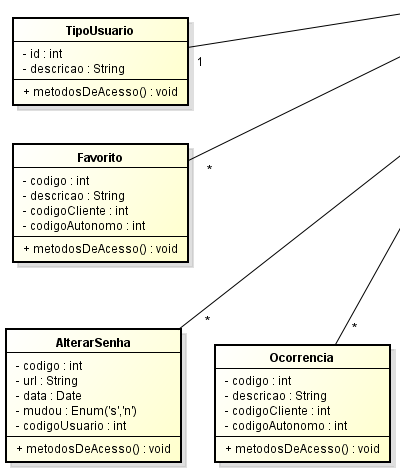 TipoUsuario
- id : int
- descricao : String
+ metodosDeAcesso() : void
1
Favorito
- codigo : int
- descricao : String
- codigoCliente : int
- codigoAutonomo : int
+ metodosDeAcesso() : void
*
AlterarSenha
- codigo : int
- url : String
- data : Date
- mudou : Enum('s','n')
- codigoUsuario : int
+ metodosDeAcesso() : void
*
Ocorrencia
- codigo : int
- descricao : String
- codigoCliente : int
- codigoAutonomo : int
+ metodosDeAcesso() : void
*